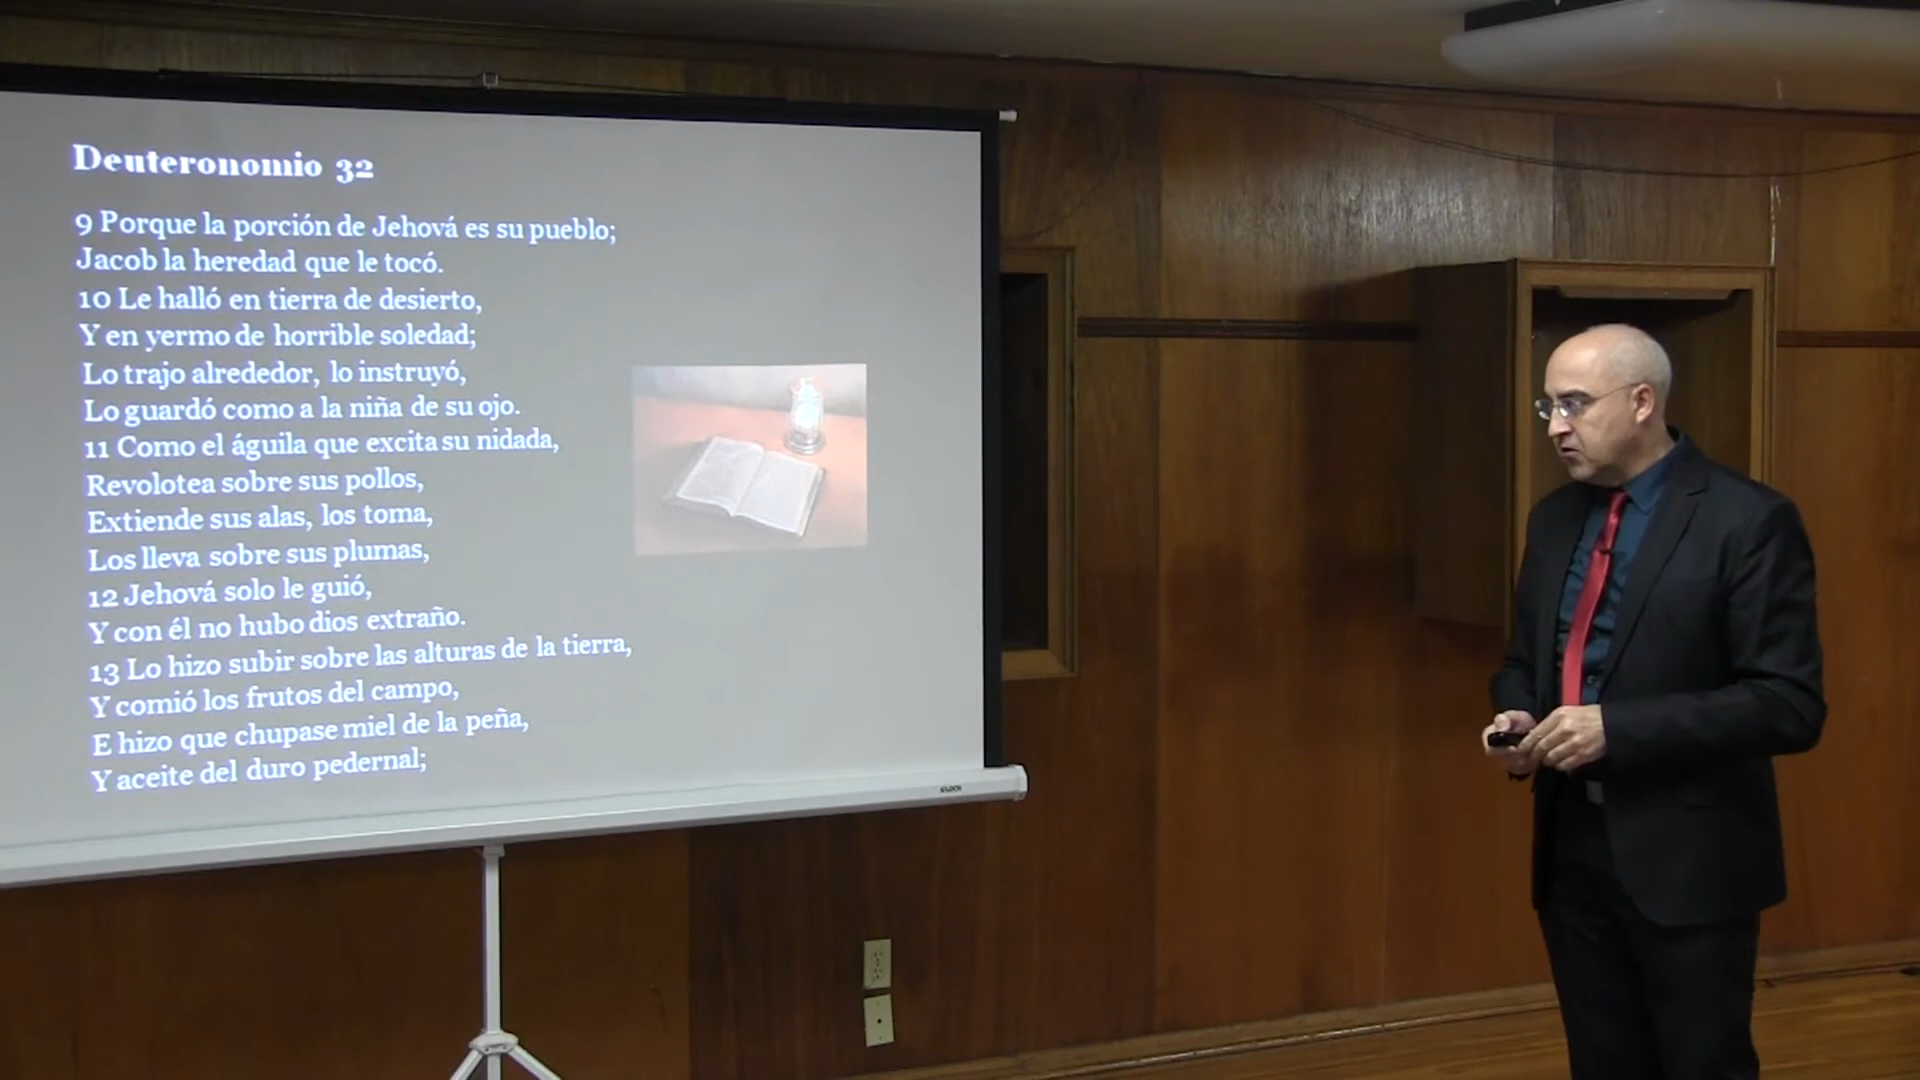 Deuteronomio 32
9 Porque la porción de Jehová es su pueblo;
Jacob la heredad que le tocó.
10 Le halló en tierra de desierto,
Y en yermo de horrible soledad;
Lo trajo alrededor, lo instruyó,
Lo guardó como a la niña de su ojo.
11 Como el águila que excita su nidada,
Revolotea sobre sus pollos,
Extiende sus alas, los toma,
Los lleva sobre sus plumas,
12 Jehová solo le guió,
Y con él no hubo dios extraño.
13 Lo hizo subir sobre las alturas de la tierra,
Y comió los frutos del campo,
E hizo que chupase miel de la peña,
Y aceite del duro pedernal;